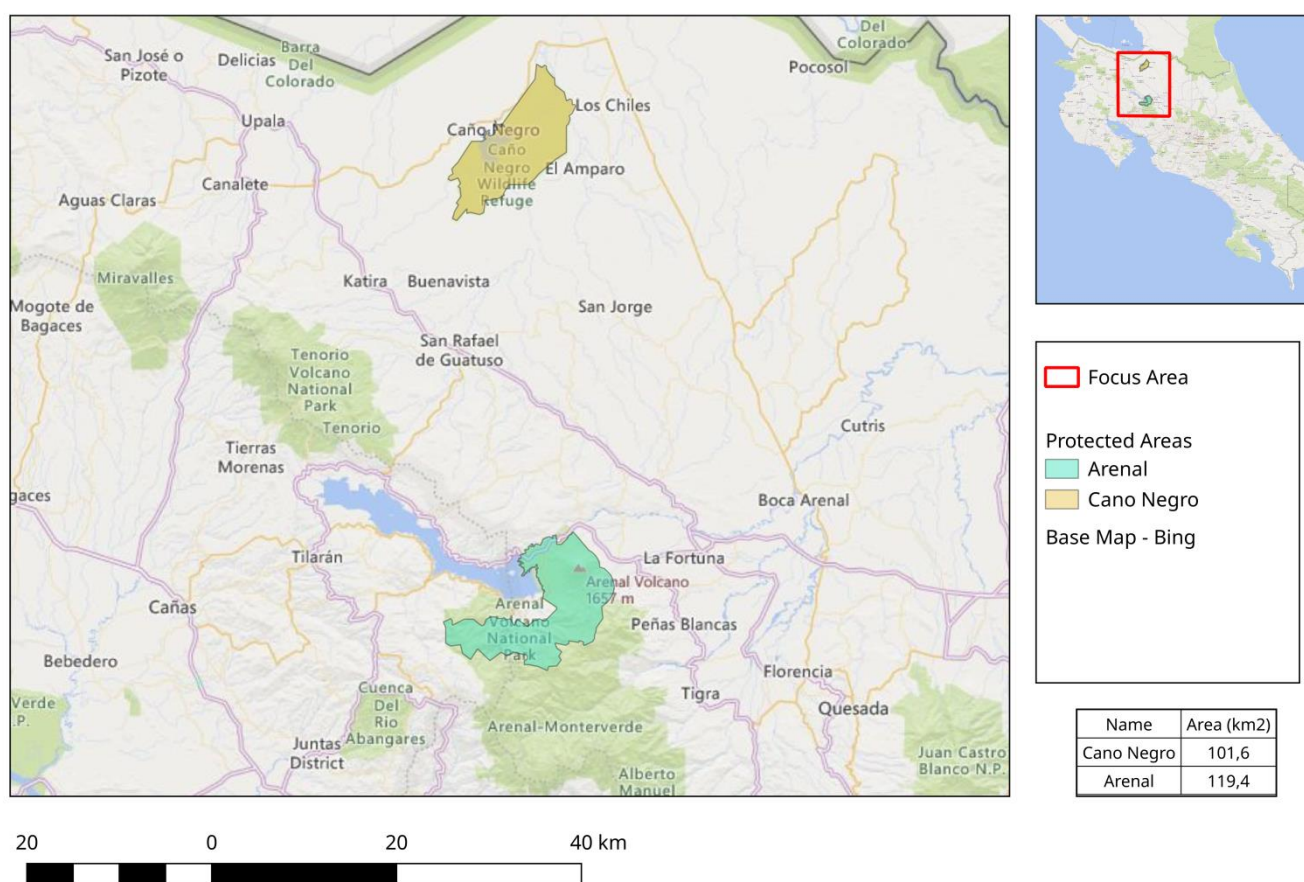 Del
Colorado
San José o
Pizote
Delicias
Barra
Del
Colorado
Pocosol
Los Chiles
Upala
Caño Negro
Caño
Negro
Wildlife
Refuge
El Amparo
Canalete
Aguas Claras
Miravalles
Katira
Buenavista
Mogote de
Bagaces
San Jorge
San Rafael
de Guatuso
Tenorio
Volcano
National
Park
Tenorio
Cutris
Tierras
Morenas
gaces
Boca Arenal
Tilarán
La Fortuna
Arenal Volcano
1657 m
Cañas
Arenal
Volcano
National
Park
Peñas Blancas
Bebedero
Florencia
Verde
.P.
Cuenca
Del
Rio
Abangares
Tigra
Quesada
Arenal-Monterverde
Juntas
District
Juan Castro
Blanco N.P.
Alberto
Manuel
Focus Area
Protected Areas
Arenal
Cano Negro
Base Map - Bing
Name Area (km2)
Cano Negro 101,6
Arenal 119,4
20 0 20 40 km